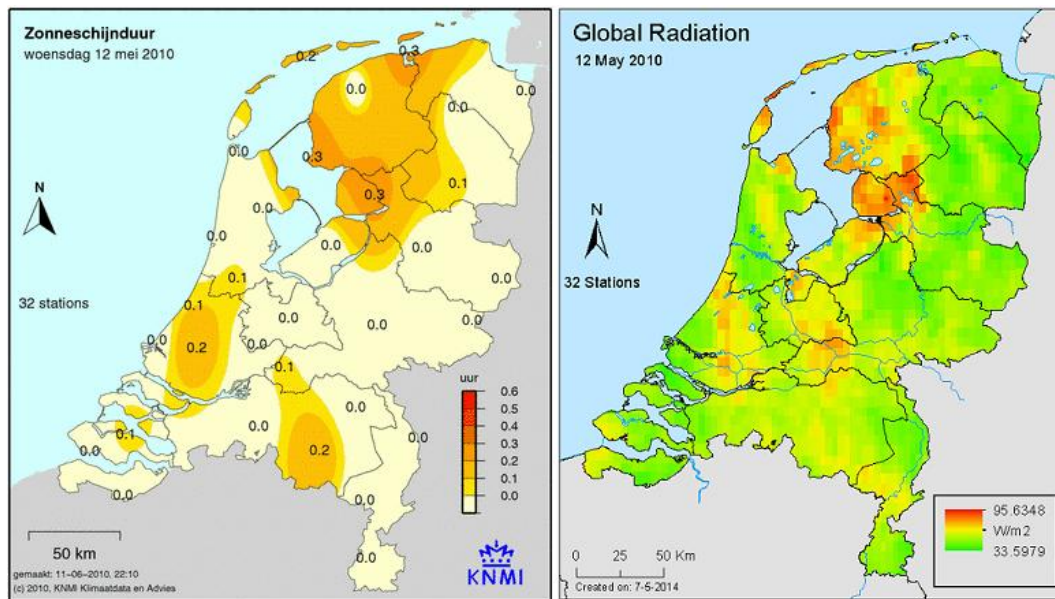 Zonneschijnduur
woensdag 12 mei 2010
0.2
0.3
0.0
0.0
0.0
0.0
0.3
0.1
0.3
0.0
0.0
0.0
0.0
0.0
N
32 stations
0.1
0.1
0.0
0.0
0.0
0.2
0.0
0.0
0.1
0.0
0.0
0.0
0.1
0.0
0.2
0.0
0.0
uur
0.6
0.5
0.4
0.3
0.2
0.1
0.0
50 km
gemaakt: 11-06-2010, 22:10
(c) 2010, KNMI Klimaatdata en Advies
KNMI
Global Radiation
12 May 2010
N
32 Stations
95.6348
W/m2
33.5979
0 25 50 Km
Created on: 7-5-2014